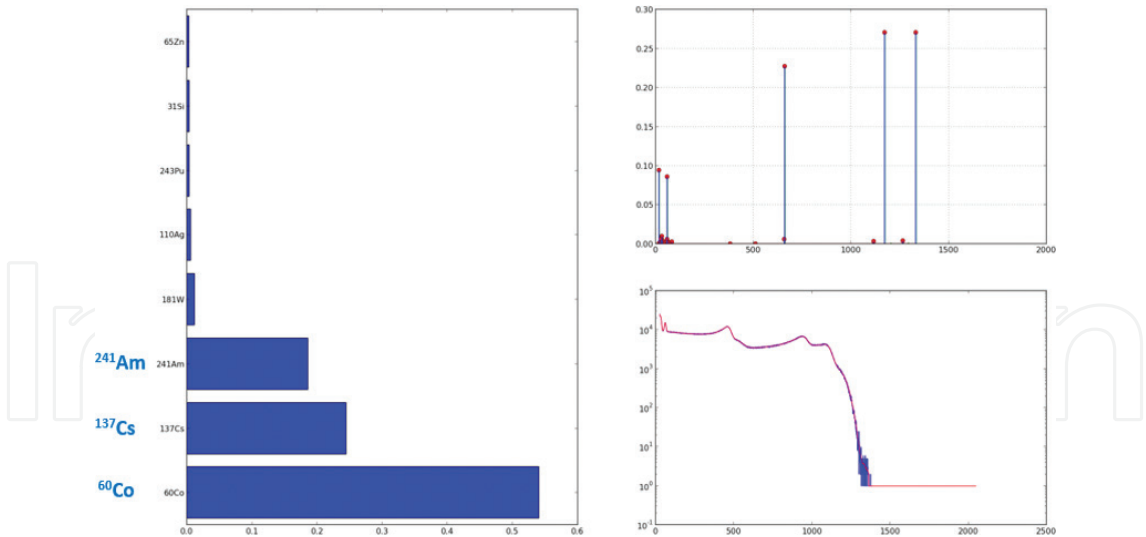 65Zn
31Si
243Pu
110Ag
181W
²⁴¹Am 241Am
¹³⁷Cs 137Cs
⁶⁰Co 60Co
0.0 0.1 0.2 0.3 0.4 0.5 0.6
0.30
0.25
0.20
0.15
0.10
0.05
0.00
0 500 1000 1500 2000
10⁵
10⁴
10³
10²
10¹
10⁰
10⁻¹
0 500 1000 1500 2000 2500